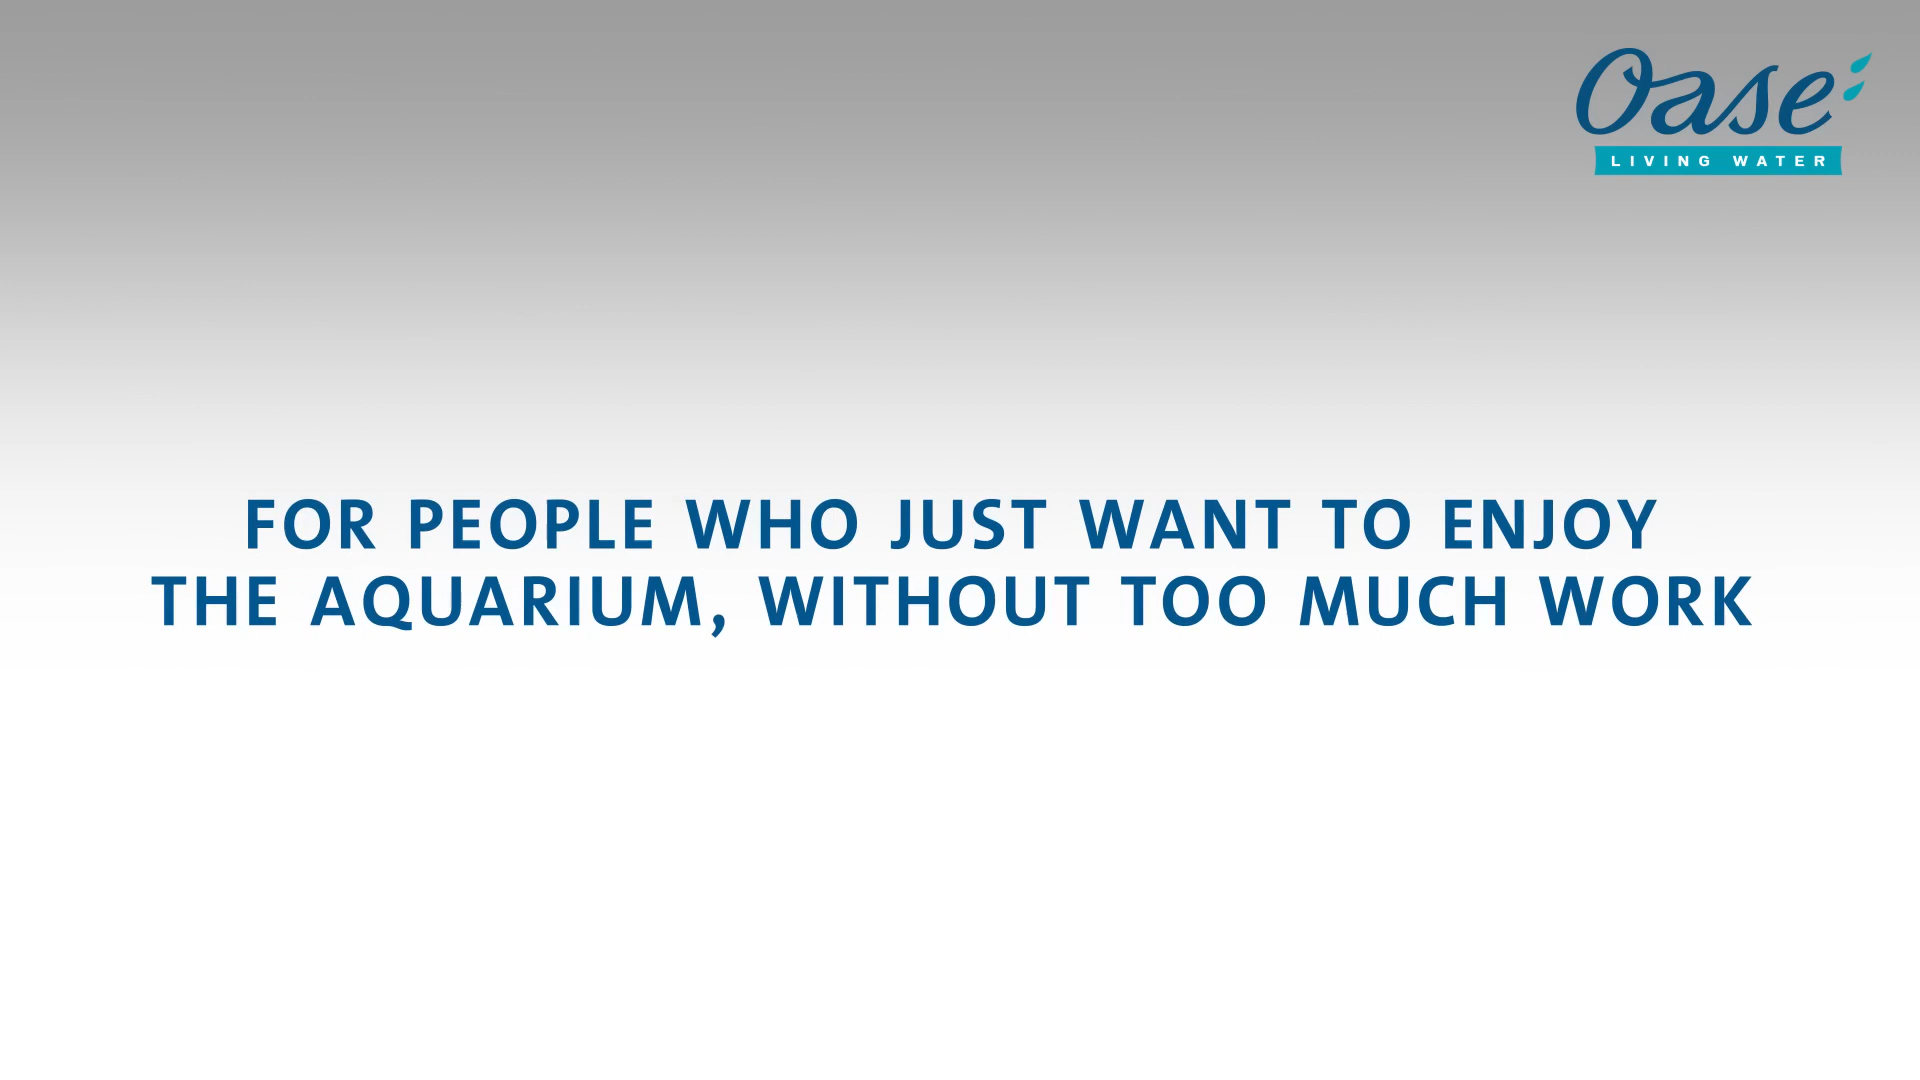 Oase
LIVING WATER
FOR PEOPLE WHO JUST WANT TO ENJOY
THE AQUARIUM, WITHOUT TOO MUCH WORK